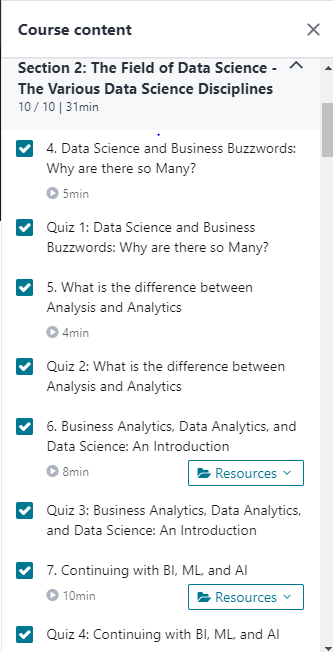 Course content
Section 2: The Field of Data Science -
The Various Data Science Disciplines
10 / 10 | 31min
4. Data Science and Business Buzzwords:
Why are there so Many?
5min
Quiz 1: Data Science and Business
Buzzwords: Why are there so Many?
5. What is the difference between
Analysis and Analytics
4min
Quiz 2: What is the difference between
Analysis and Analytics
6. Business Analytics, Data Analytics, and
Data Science: An Introduction
8min
Resources
Quiz 3: Business Analytics, Data Analytics,
and Data Science: An Introduction
7. Continuing with BI, ML, and AI
10min
Resources
Quiz 4: Continuing with BI, ML, and AI